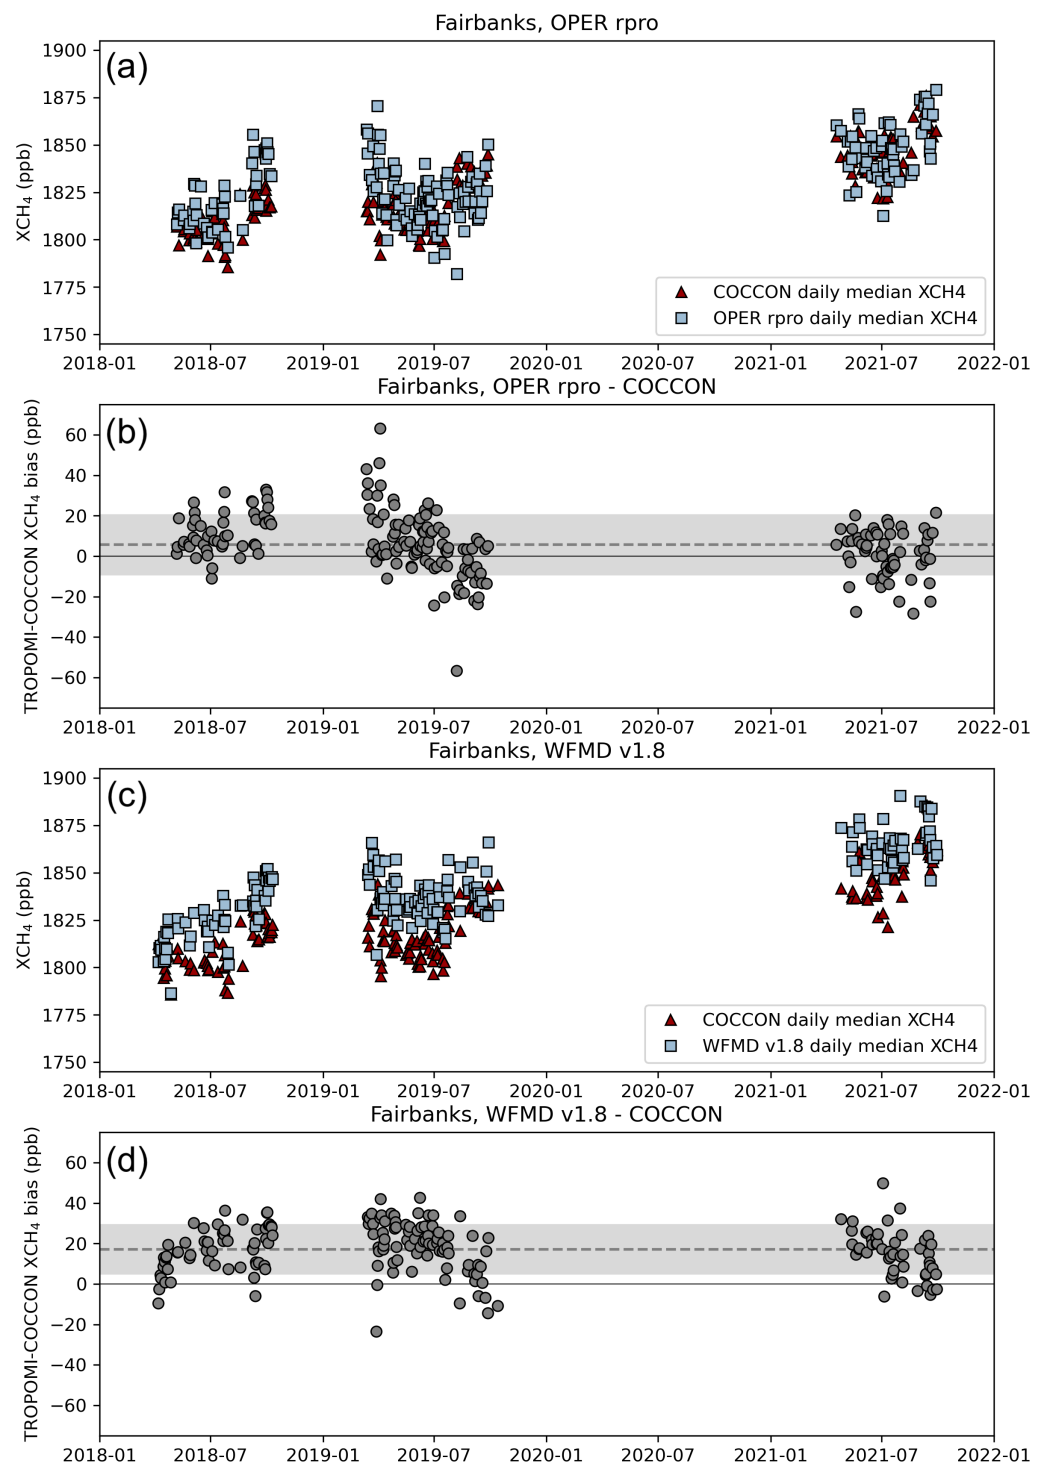 Fairbanks, OPER rpro
(a)
XCH₄ (ppb)
1900
1875
1850
1825
1800
1775
1750
COCCON daily median XCH4
OPER rpro daily median XCH4
2018-01 2018-07 2019-01 2019-07 2020-01 2020-07 2021-01 2021-07 2022-01
Fairbanks, OPER rpro - COCCON
(b)
TROPOMI-COCCON XCH₄ bias (ppb)
60
40
20
0
−20
−40
−60
2018-01 2018-07 2019-01 2019-07 2020-01 2020-07 2021-01 2021-07 2022-01
Fairbanks, WFMD v1.8
(c)
XCH₄ (ppb)
1900
1875
1850
1825
1800
1775
1750
COCCON daily median XCH4
WFMD v1.8 daily median XCH4
2018-01 2018-07 2019-01 2019-07 2020-01 2020-07 2021-01 2021-07 2022-01
Fairbanks, WFMD v1.8 - COCCON
(d)
TROPOMI-COCCON XCH₄ bias (ppb)
60
40
20
0
−20
−40
−60
2018-01 2018-07 2019-01 2019-07 2020-01 2020-07 2021-01 2021-07 2022-01